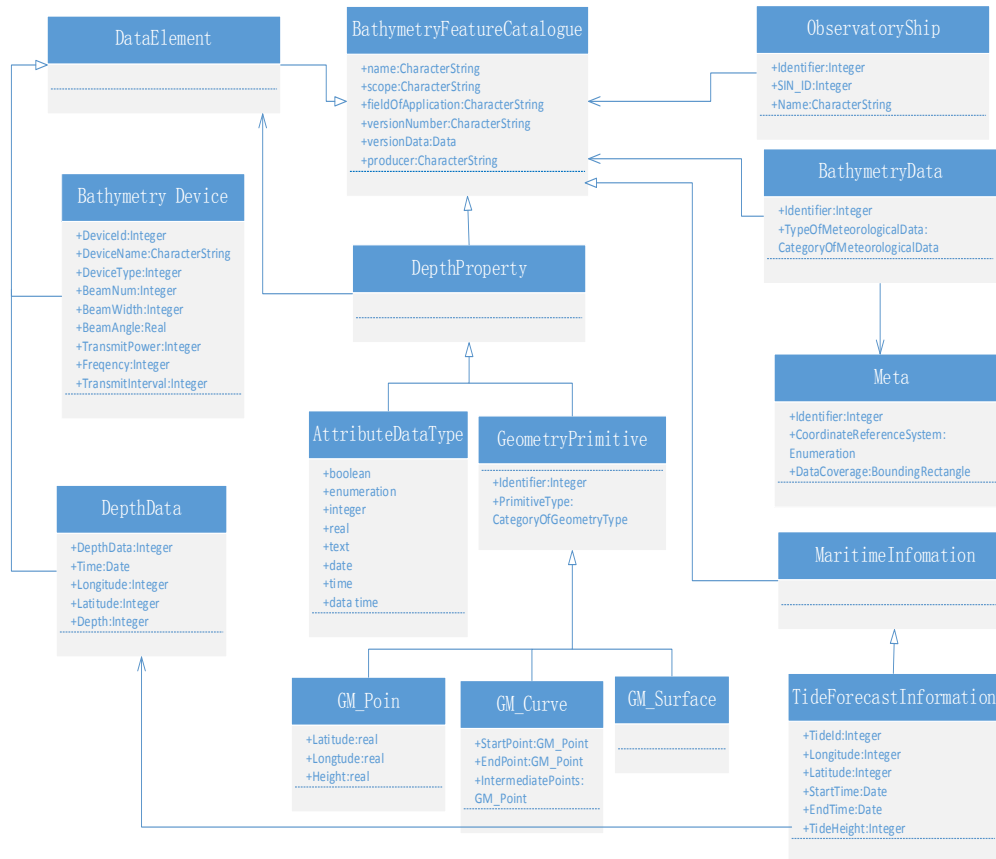 DataElement
BathymetryFeatureCatalogue
+name:CharacterString
+scope:CharacterString
+fieldOfApplication:CharacterString
+versionNumber:CharacterString
+versionData:Data
+producer:CharacterString
ObservatoryShip
+Identifier:Integer
+SIN_ID:Integer
+Name:CharacterString
Bathymetry Device
+DeviceId:Integer
+DeviceName:CharacterString
+DeviceType:Integer
+BeamNum:Integer
+BeamWidth:Integer
+BeamAngle:Real
+TransmitPower:Integer
+Freqency:Integer
+TransmitInterval:Integer
BathymetryData
+Identifier:Integer
+TypeOfMeteorologicalData:
CategoryOfMeteorologicalData
DepthProperty
Meta
+Identifier:Integer
+CoordinateReferenceSystem:
Enumeration
+DataCoverage:BoundingRectangle
AttributeDataType
+boolean
+enumeration
+integer
+real
+text
+date
+time
+data time
GeometryPrimitive
+Identifier:Integer
+PrimitiveType:
CategoryOfGeometryType
DepthData
+DepthData:Integer
+Time:Date
+Longitude:Integer
+Latitude:Integer
+Depth:Integer
MaritimeInfomation
GM_Poin
+Latitude:real
+Longtude:real
+Height:real
GM_Curve
+StartPoint:GM_Point
+EndPoint:GM_Point
+IntermediatePoints:
GM_Point
GM_Surface
TideForecastInformation
+TideId:Integer
+Longitude:Integer
+Latitude:Integer
+StartTime:Date
+EndTime:Date
+TideHeight:Integer